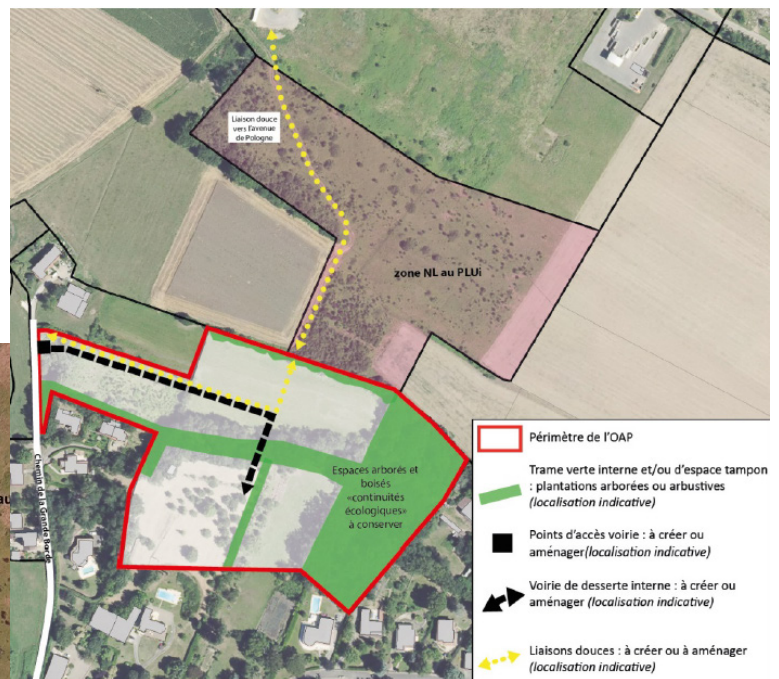 Liaison douce
vers l'avenue
de Pologne
zone NL au PLUi
Chemin de la Grande Borde
Espaces arborés et
boisés
«continuités
écologiques»
à conserver
au
Périmètre de l'OAP
Trame verte interne et/ou d'espace tampon
: plantations arborées ou arbustives
(localisation indicative)
Points d'accès voirie : à créer ou
aménager(localisation indicative)
Voirie de desserte interne : à créer ou
aménager (localisation indicative)
Liaisons douces : à créer ou à aménager
(localisation indicative)